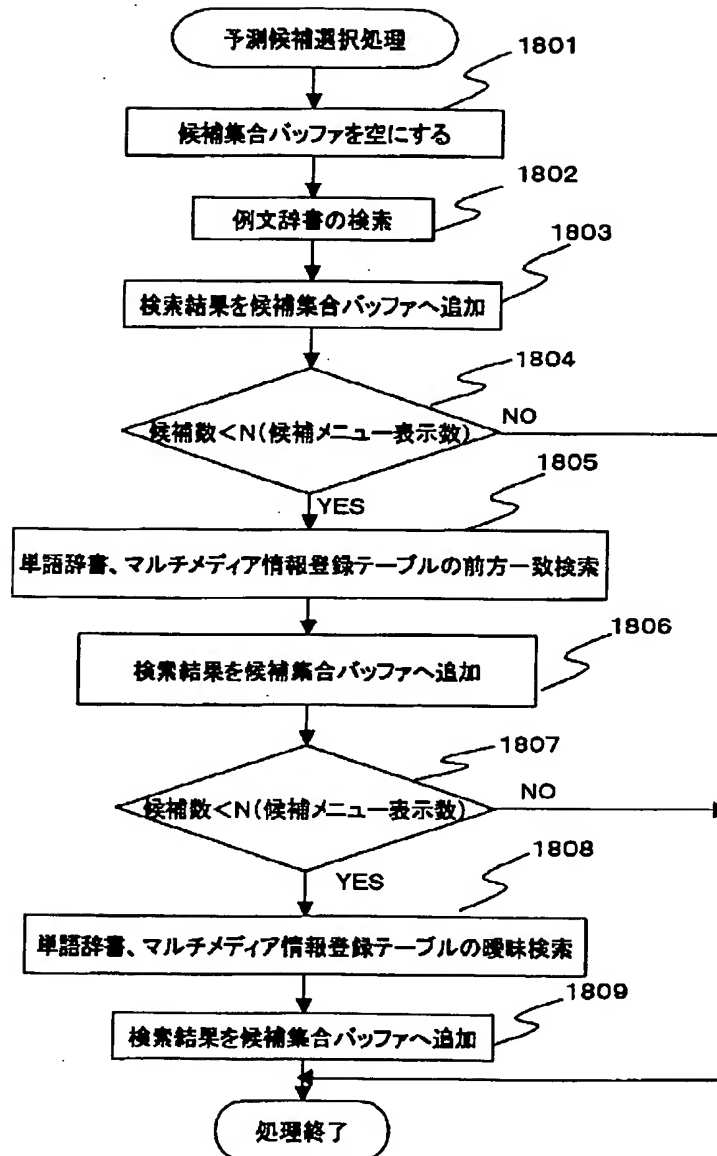 予測候補選択処理
1801
候補集合バッファを空にする
1802
例文辞書の検索
1803
検索結果を候補集合バッファへ追加
1804
候補数<N(候補メニュー表示数)
NO
YES
1805
単語辞書、マルチメディア情報登録テーブルの前方一致検索
1806
検索結果を候補集合バッファへ追加
1807
候補数<N(候補メニュー表示数)
NO
YES
1808
単語辞書、マルチメディア情報登録テーブルの曖昧検索
1809
検索結果を候補集合バッファへ追加
処理終了